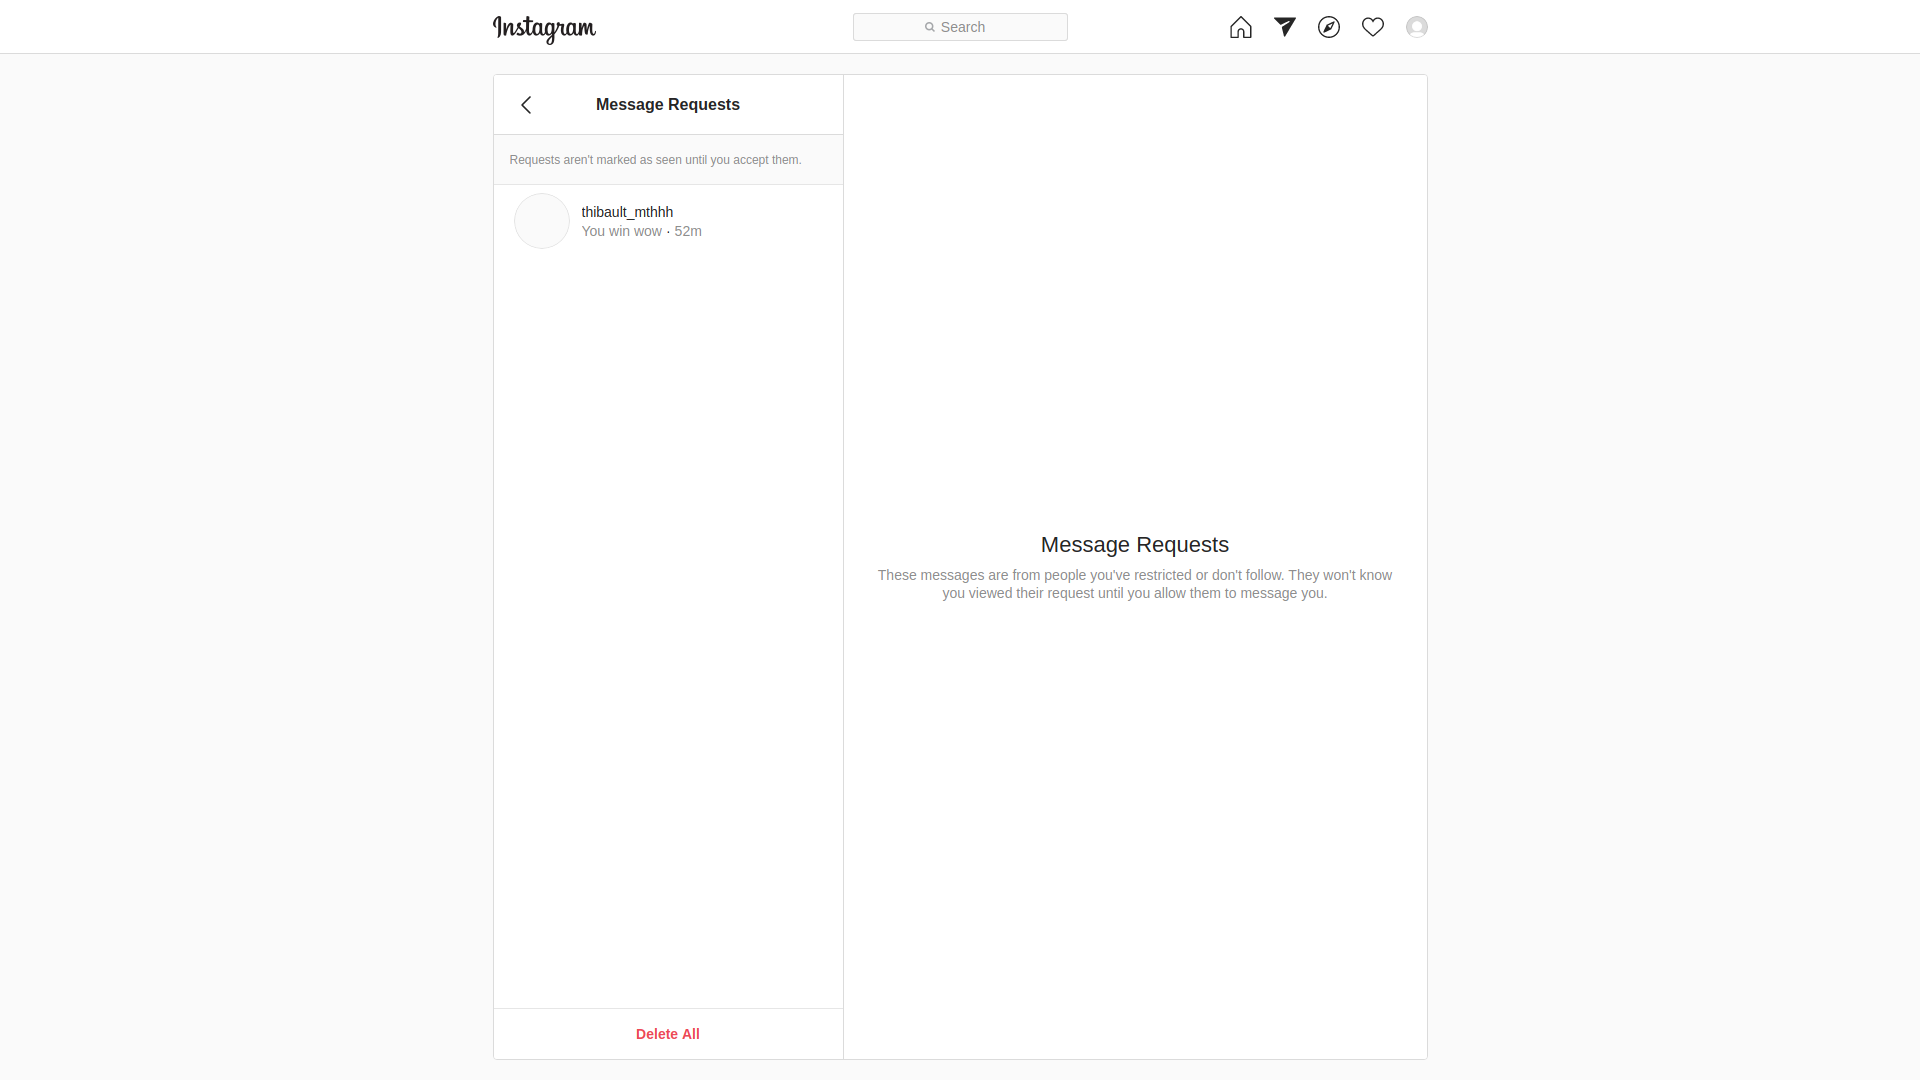 Instagram
Search
Message Requests
Requests aren't marked as seen until you accept them.
thibault_mthhh
You win wow · 52m
Message Requests
These messages are from people you've restricted or don't follow. They won't know
you viewed their request until you allow them to message you.
Delete All